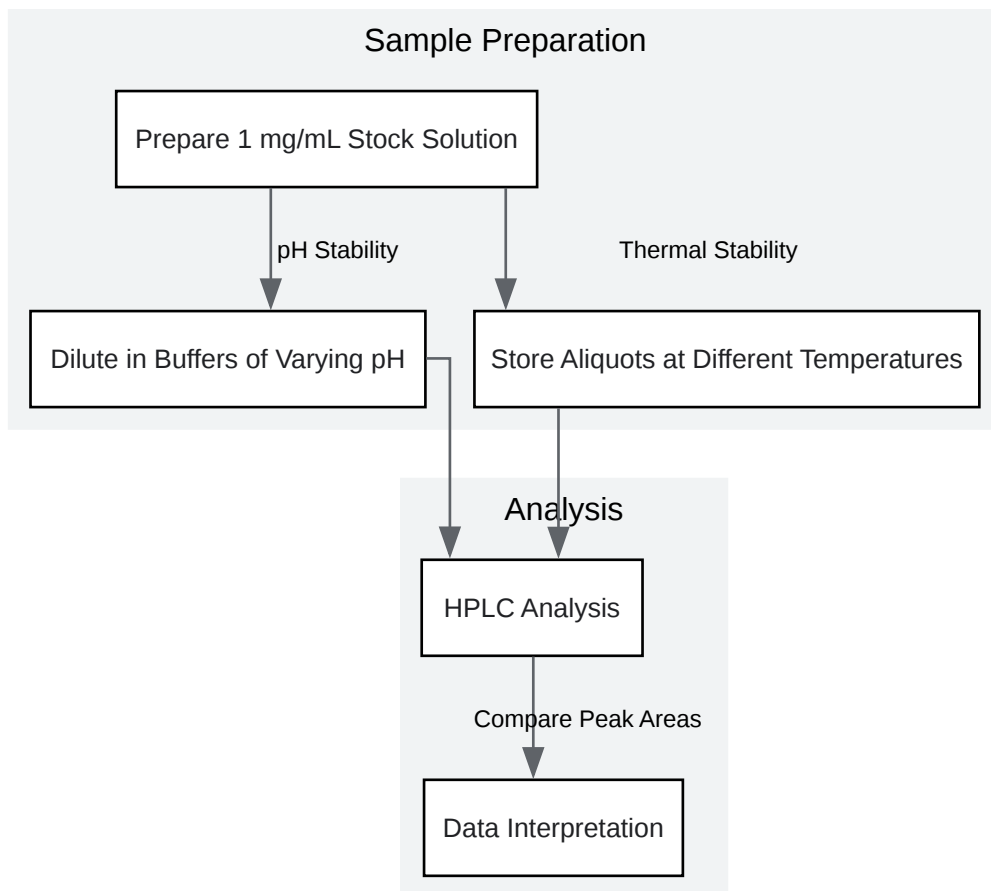 Sample Preparation
Prepare 1 mg/mL Stock Solution
pH Stability
Thermal Stability
Dilute in Buffers of Varying pH
Store Aliquots at Different Temperatures
Analysis
HPLC Analysis
Compare Peak Areas
Data Interpretation